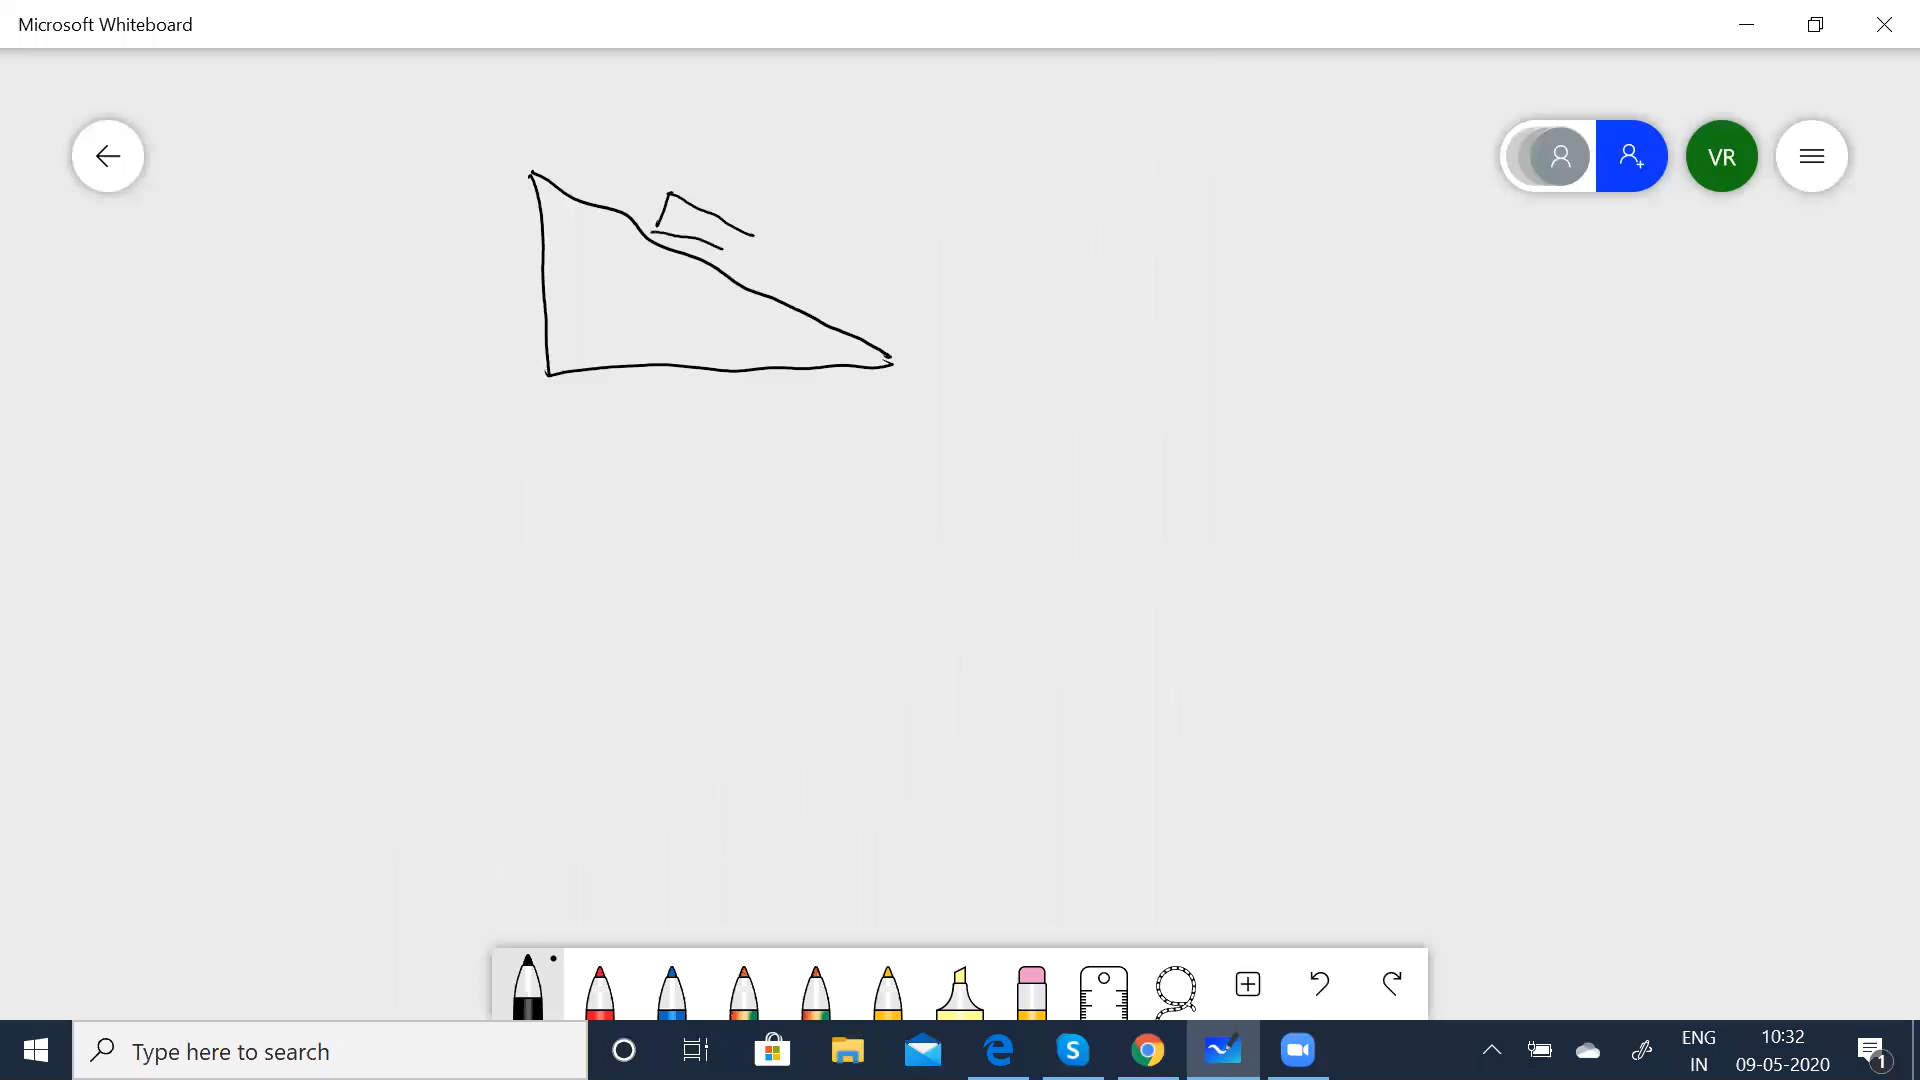 Microsoft Whiteboard
VR
Type here to search
ENG
IN
10:32
09-05-2020
1